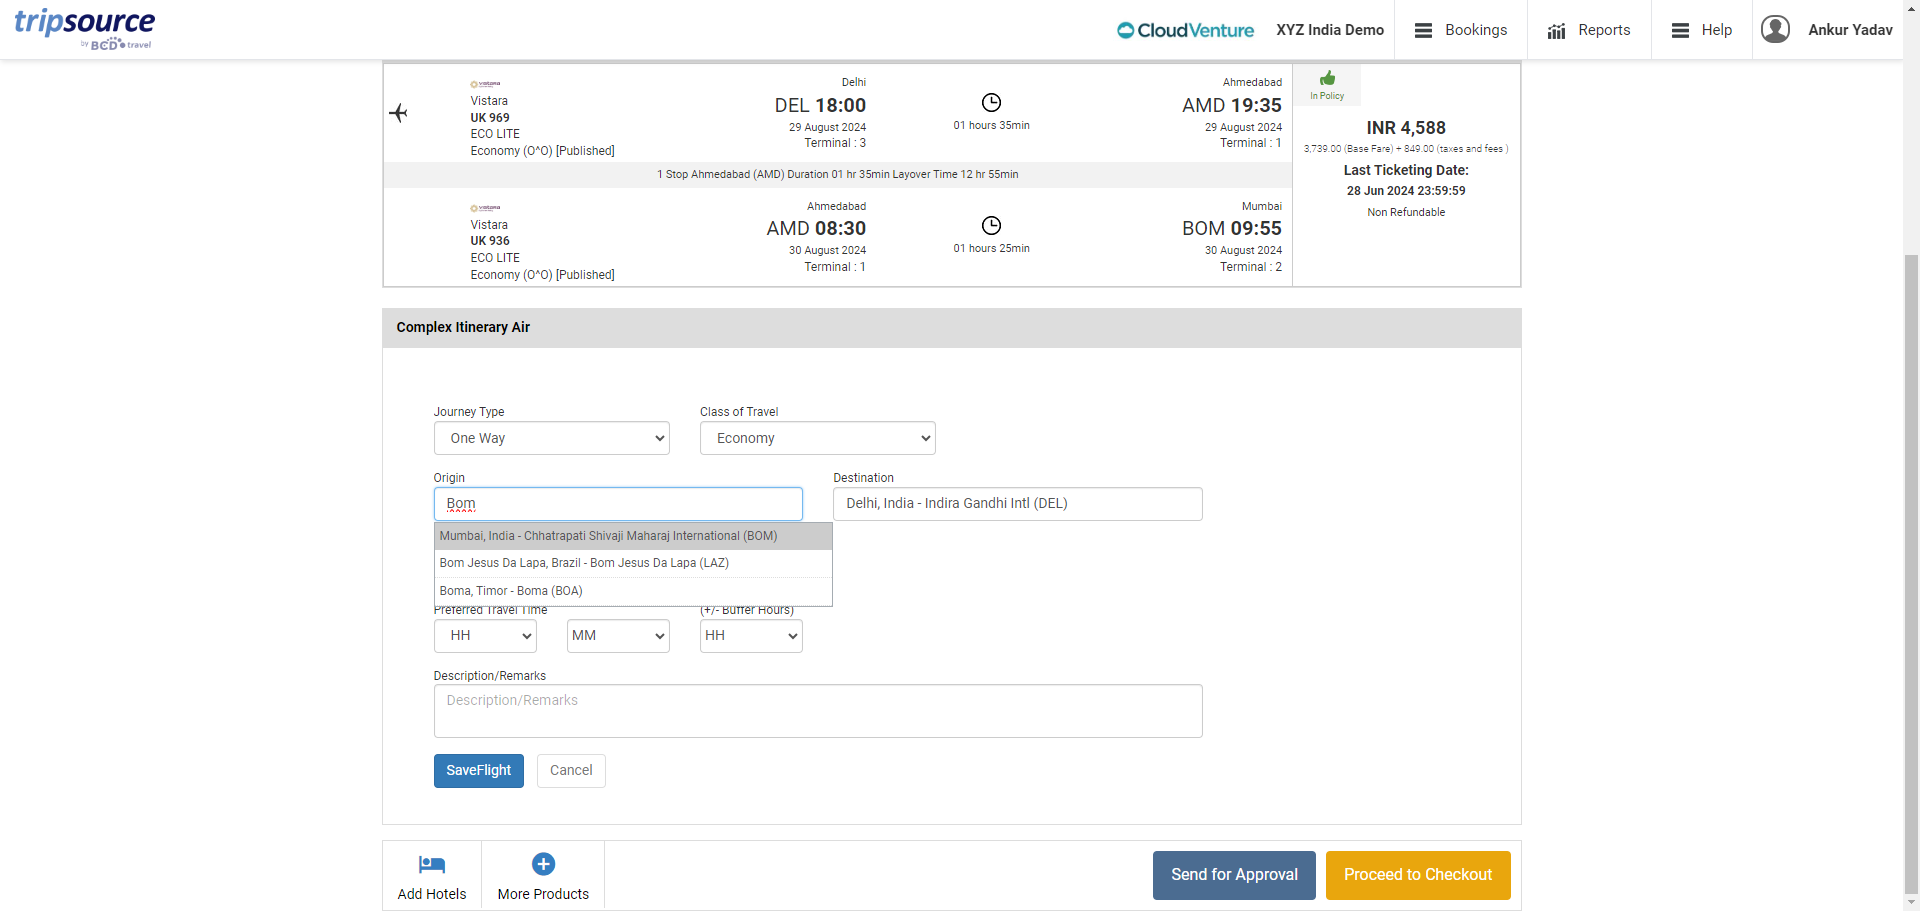 tripsource
by BCD travel
CloudVenture
XYZ India Demo
Bookings
Reports
Help
Ankur Yadav
vistara
Vistara
UK 969
ECO LITE
Economy (O^O) [Published]
Delhi
DEL 18:00
29 August 2024
Terminal : 3
01 hours 35min
Ahmedabad
AMD 19:35
29 August 2024
Terminal : 1
In Policy
INR 4,588
3,739.00 (Base Fare) + 849.00 (taxes and fees )
Last Ticketing Date:
28 Jun 2024 23:59:59
Non Refundable
1 Stop Ahmedabad (AMD) Duration 01 hr 35min Layover Time 12 hr 55min
vistara
Vistara
UK 936
ECO LITE
Economy (O^O) [Published]
Ahmedabad
AMD 08:30
30 August 2024
Terminal : 1
01 hours 25min
Mumbai
BOM 09:55
30 August 2024
Terminal : 2
Complex Itinerary Air
Journey Type
Class of Travel
One Way
Economy
Origin
Destination
Bom
Delhi, India - Indira Gandhi Intl (DEL)
Mumbai, India - Chhatrapati Shivaji Maharaj International (BOM)
Bom Jesus Da Lapa, Brazil - Bom Jesus Da Lapa (LAZ)
Boma, Timor - Boma (BOA)
Preferred Travel Time
(+/- Buffer Hours)
HH
MM
HH
Description/Remarks
Description/Remarks
SaveFlight
Cancel
Add Hotels
More Products
Send for Approval
Proceed to Checkout